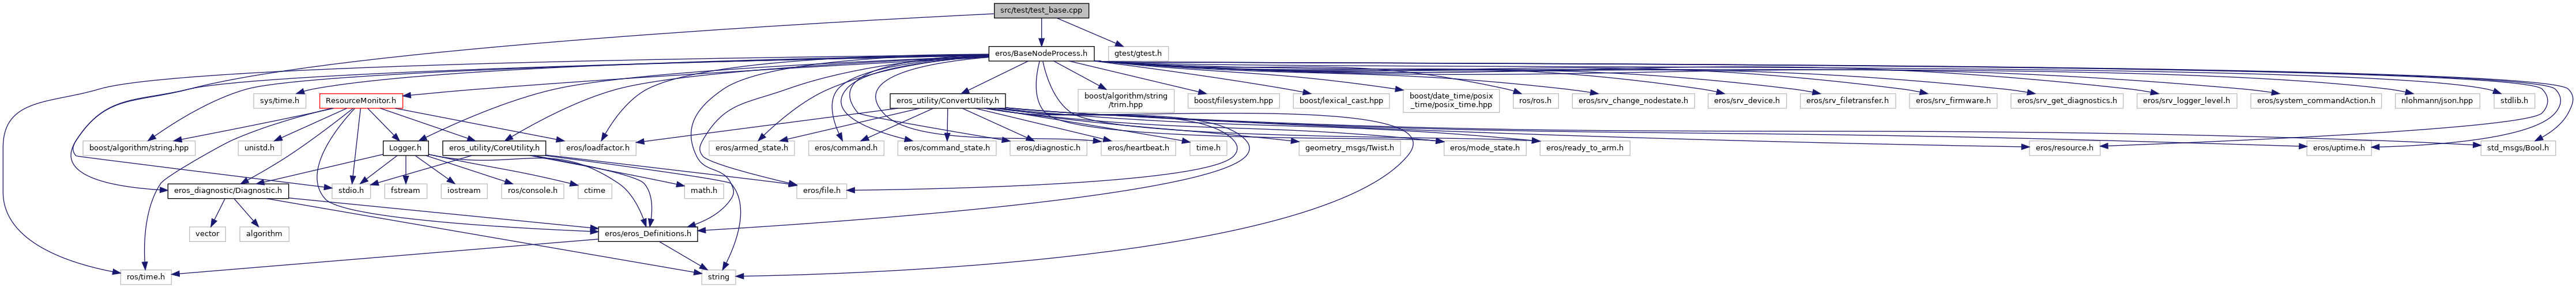 src/test/test_base.cpp
eros/BaseNodeProcess.h
gtest/gtest.h
sys/time.h
ResourceMonitor.h
eros_utility/ConvertUtility.h
boost/algorithm/string
/trim.hpp
boost/filesystem.hpp
boost/lexical_cast.hpp
boost/date_time/posix
_time/posix_time.hpp
ros/ros.h
eros/srv_change_nodestate.h
eros/srv_device.h
eros/srv_filetransfer.h
eros/srv_firmware.h
eros/srv_get_diagnostics.h
eros/srv_logger_level.h
eros/system_commandAction.h
nlohmann/json.hpp
stdlib.h
boost/algorithm/string.hpp
unistd.h
Logger.h
eros_utility/CoreUtility.h
eros/loadfactor.h
eros/armed_state.h
eros/command.h
eros/command_state.h
eros/diagnostic.h
eros/heartbeat.h
time.h
geometry_msgs/Twist.h
eros/mode_state.h
eros/ready_to_arm.h
eros/resource.h
eros/uptime.h
std_msgs/Bool.h
eros_diagnostic/Diagnostic.h
stdio.h
fstream
iostream
ros/console.h
ctime
math.h
eros/file.h
vector
algorithm
eros/eros_Definitions.h
ros/time.h
string